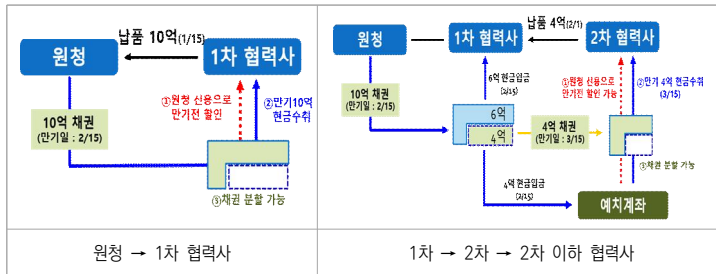 납품 10억(1/15)
원청
1차 협력사
10억 채권
(만기일 : 2/15)
①원청 신용으로
만기전 할인
②만기10억
현금수취
③채권 분할 가능
원청 → 1차 협력사
납품 4억(2/1)
원청
1차 협력사
2차 협력사
10억 채권
(만기일 : 2/15)
6억 현금입금
(2/15)
①원청 신용으로
만기전 할인 가능
②만기 4억 현금수취
(3/15)
6억
4억
4억 채권
(만기일 : 3/15)
③채권 분할 가능
4억 현금입금
(2/15)
예치계좌
1차 → 2차 → 2차 이하 협력사